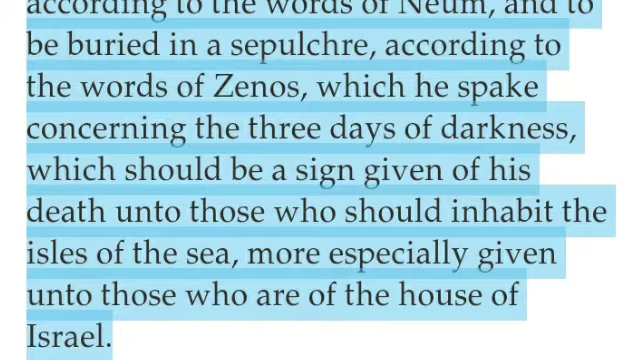 according to the words of Neum, and to
be buried in a sepulchre, according to
the words of Zenos, which he spake
concerning the three days of darkness,
which should be a sign given of his
death unto those who should inhabit the
isles of the sea, more especially given
unto those who are of the house of
Israel.